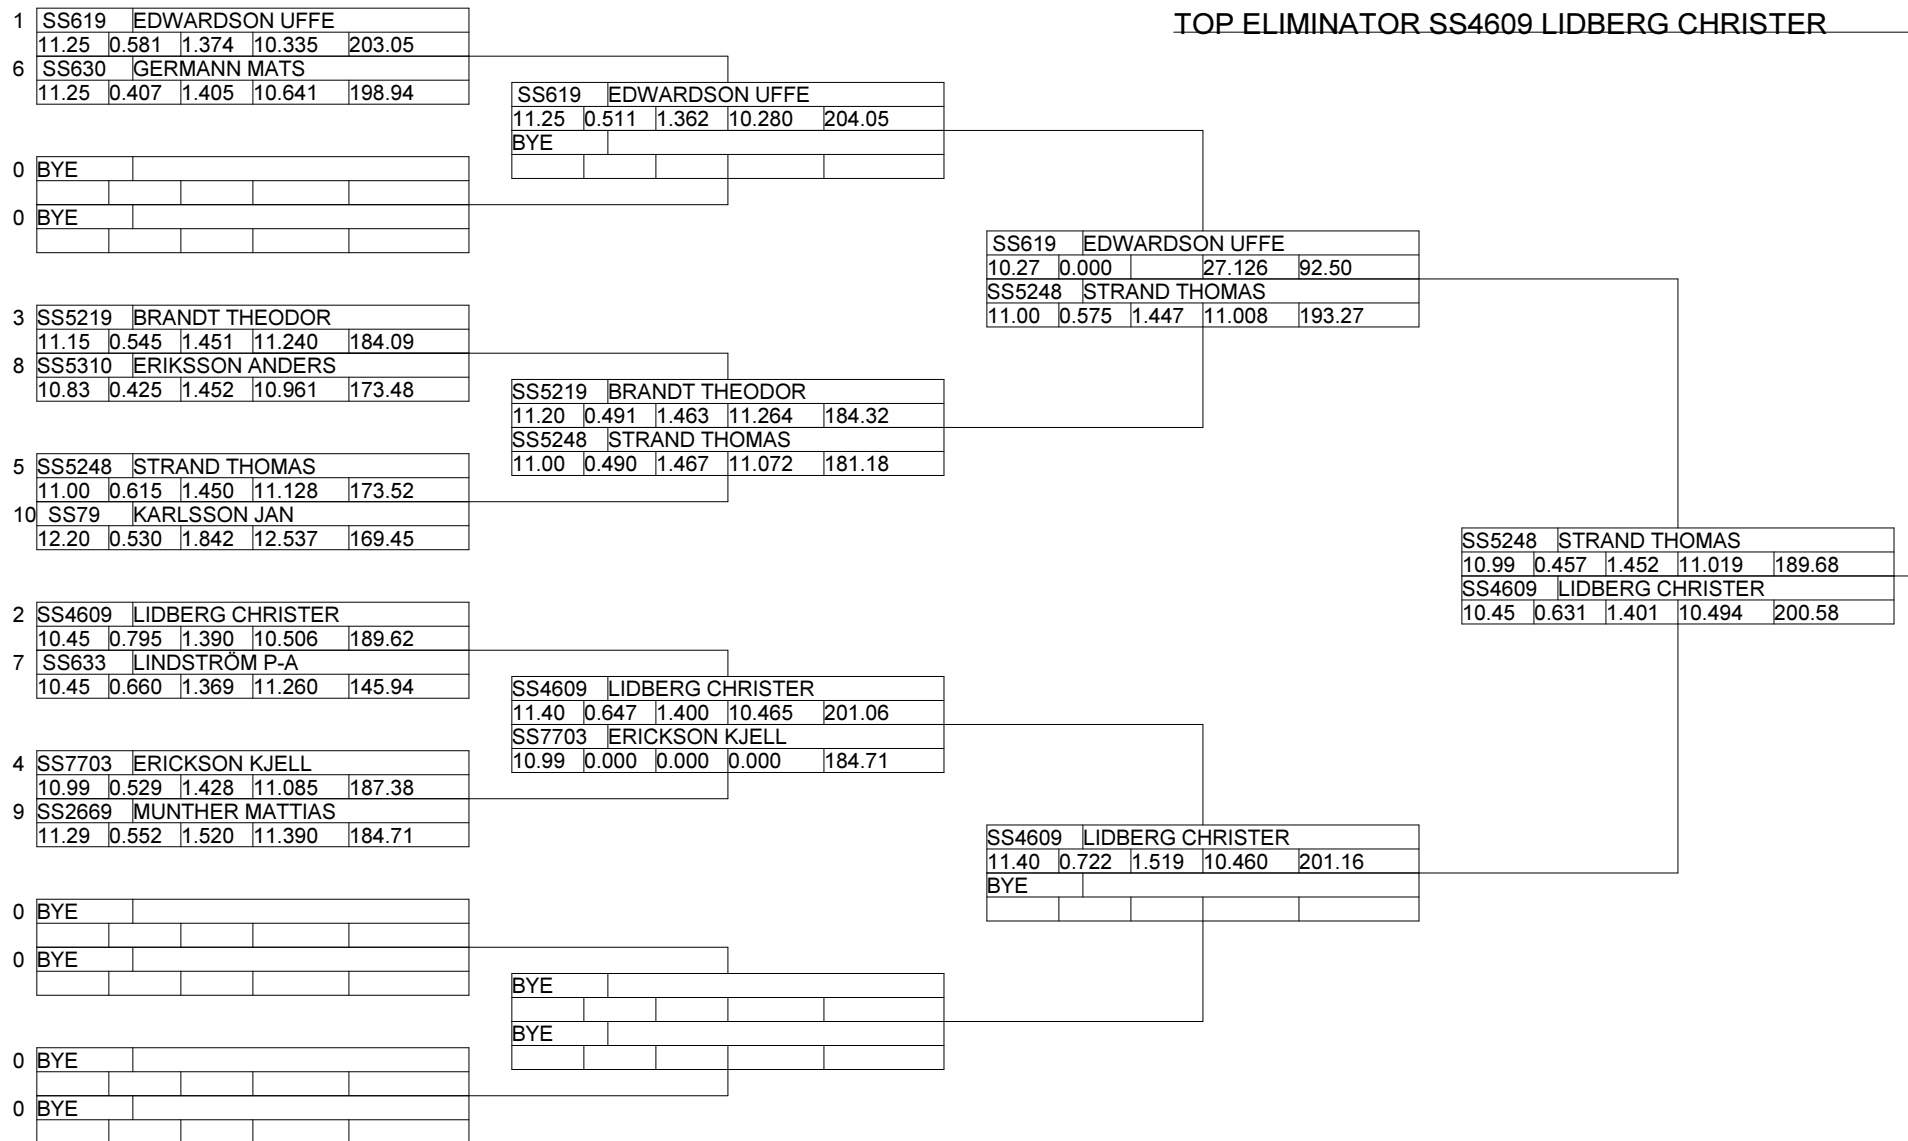 TOP ELIMINATOR SS4609 LIDBERG CHRISTER
1 SS619 EDWARDSON UFFE
11.25 0.581 1.374 10.335 203.05
6 SS630 GERMANN MATS
11.25 0.407 1.405 10.641 198.94
0 BYE
0 BYE
3 SS5219 BRANDT THEODOR
11.15 0.545 1.451 11.240 184.09
8 SS5310 ERIKSSON ANDERS
10.83 0.425 1.452 10.961 173.48
5 SS5248 STRAND THOMAS
11.00 0.615 1.450 11.128 173.52
10 SS79 KARLSSON JAN
12.20 0.530 1.842 12.537 169.45
2 SS4609 LIDBERG CHRISTER
10.45 0.795 1.390 10.506 189.62
7 SS633 LINDSTRÖM P-A
10.45 0.660 1.369 11.260 145.94
4 SS7703 ERICKSON KJELL
10.99 0.529 1.428 11.085 187.38
9 SS2669 MUNTHER MATTIAS
11.29 0.552 1.520 11.390 184.71
0 BYE
0 BYE
0 BYE
0 BYE
SS619 EDWARDSON UFFE
11.25 0.511 1.362 10.280 204.05
BYE
SS5219 BRANDT THEODOR
11.20 0.491 1.463 11.264 184.32
SS5248 STRAND THOMAS
11.00 0.490 1.467 11.072 181.18
SS4609 LIDBERG CHRISTER
11.40 0.647 1.400 10.465 201.06
SS7703 ERICKSON KJELL
10.99 0.000 0.000 0.000 184.71
BYE
BYE
SS619 EDWARDSON UFFE
10.27 0.000 27.126 92.50
SS5248 STRAND THOMAS
11.00 0.575 1.447 11.008 193.27
SS4609 LIDBERG CHRISTER
11.40 0.722 1.519 10.460 201.16
BYE
SS5248 STRAND THOMAS
10.99 0.457 1.452 11.019 189.68
SS4609 LIDBERG CHRISTER
10.45 0.631 1.401 10.494 200.58